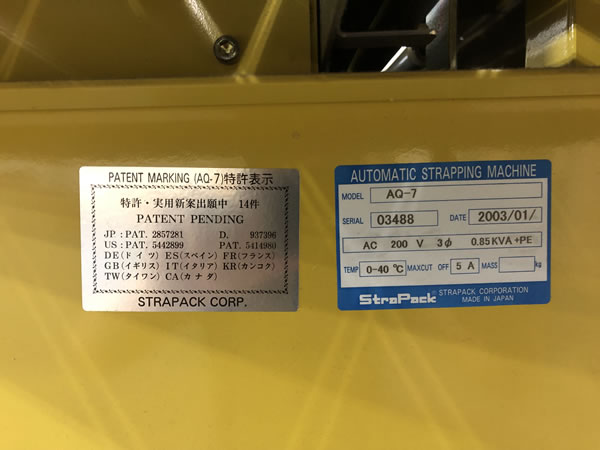 PATENT MARKING (AQ-7)特許表示
特許・実用新案出願中 14件
PATENT PENDING
JP : PAT. 2857281 D. 937396
US : PAT. 5442899 PAT. 5414980
DE(ドイツ) ES(スペイン) FR(フランス)
GB(イギリス) IT(イタリア) KR(カンコク)
TW(タイワン) CA(カナダ)
STRAPACK CORP.
AUTOMATIC STRAPPING MACHINE
MODEL AQ-7
SERIAL 03488 DATE 2003/01/
AC 200 V 3φ 0.85 KVA +PE
TEMP 0-40 ℃ MAXCUT OFF 5 A MASS kg
StraPack® STRAPACK CORPORATION
MADE IN JAPAN